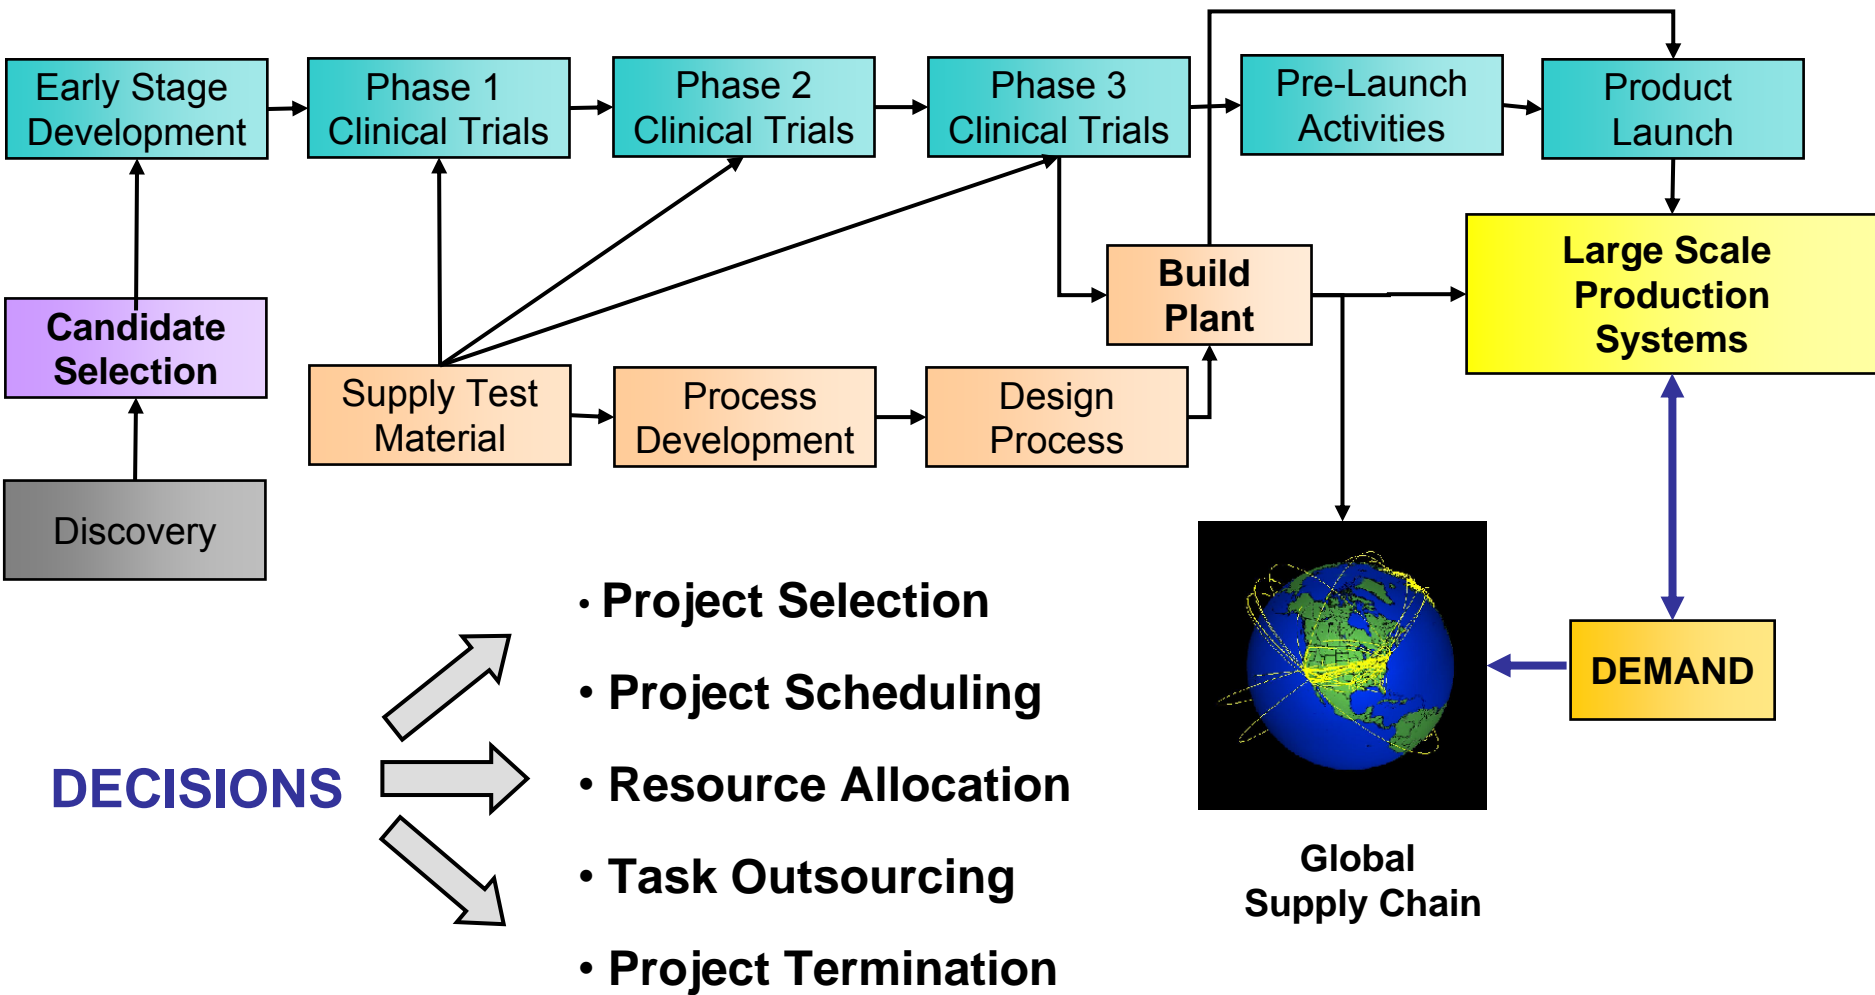 Early Stage
Development
Phase 1
Clinical Trials
Phase 2
Clinical Trials
Phase 3
Clinical Trials
Pre-Launch
Activities
Product
Launch
Candidate
Selection
Build
Plant
Large Scale
Production
Systems
Supply Test
Material
Process
Development
Design
Process
Discovery
DEMAND
DECISIONS
• Project Selection
• Project Scheduling
• Resource Allocation
• Task Outsourcing
• Project Termination
Global
Supply Chain